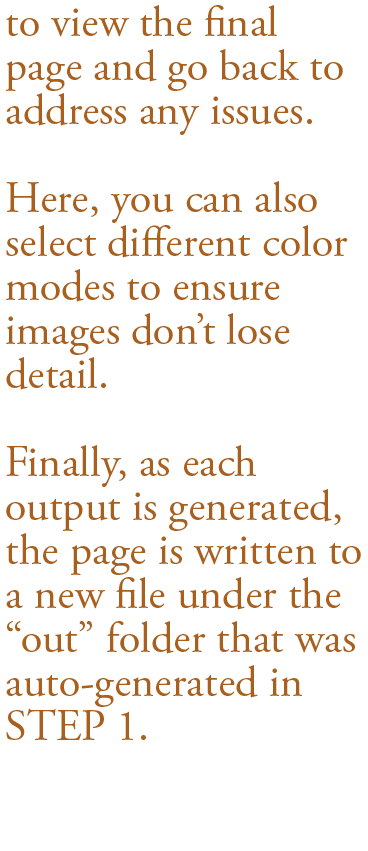 to view the final
page and go back to
address any issues.
Here, you can also
select different color
modes to ensure
images don’t lose
detail.
Finally, as each
output is generated,
the page is written to
a new file under the
“out” folder that was
auto-generated in
STEP 1.